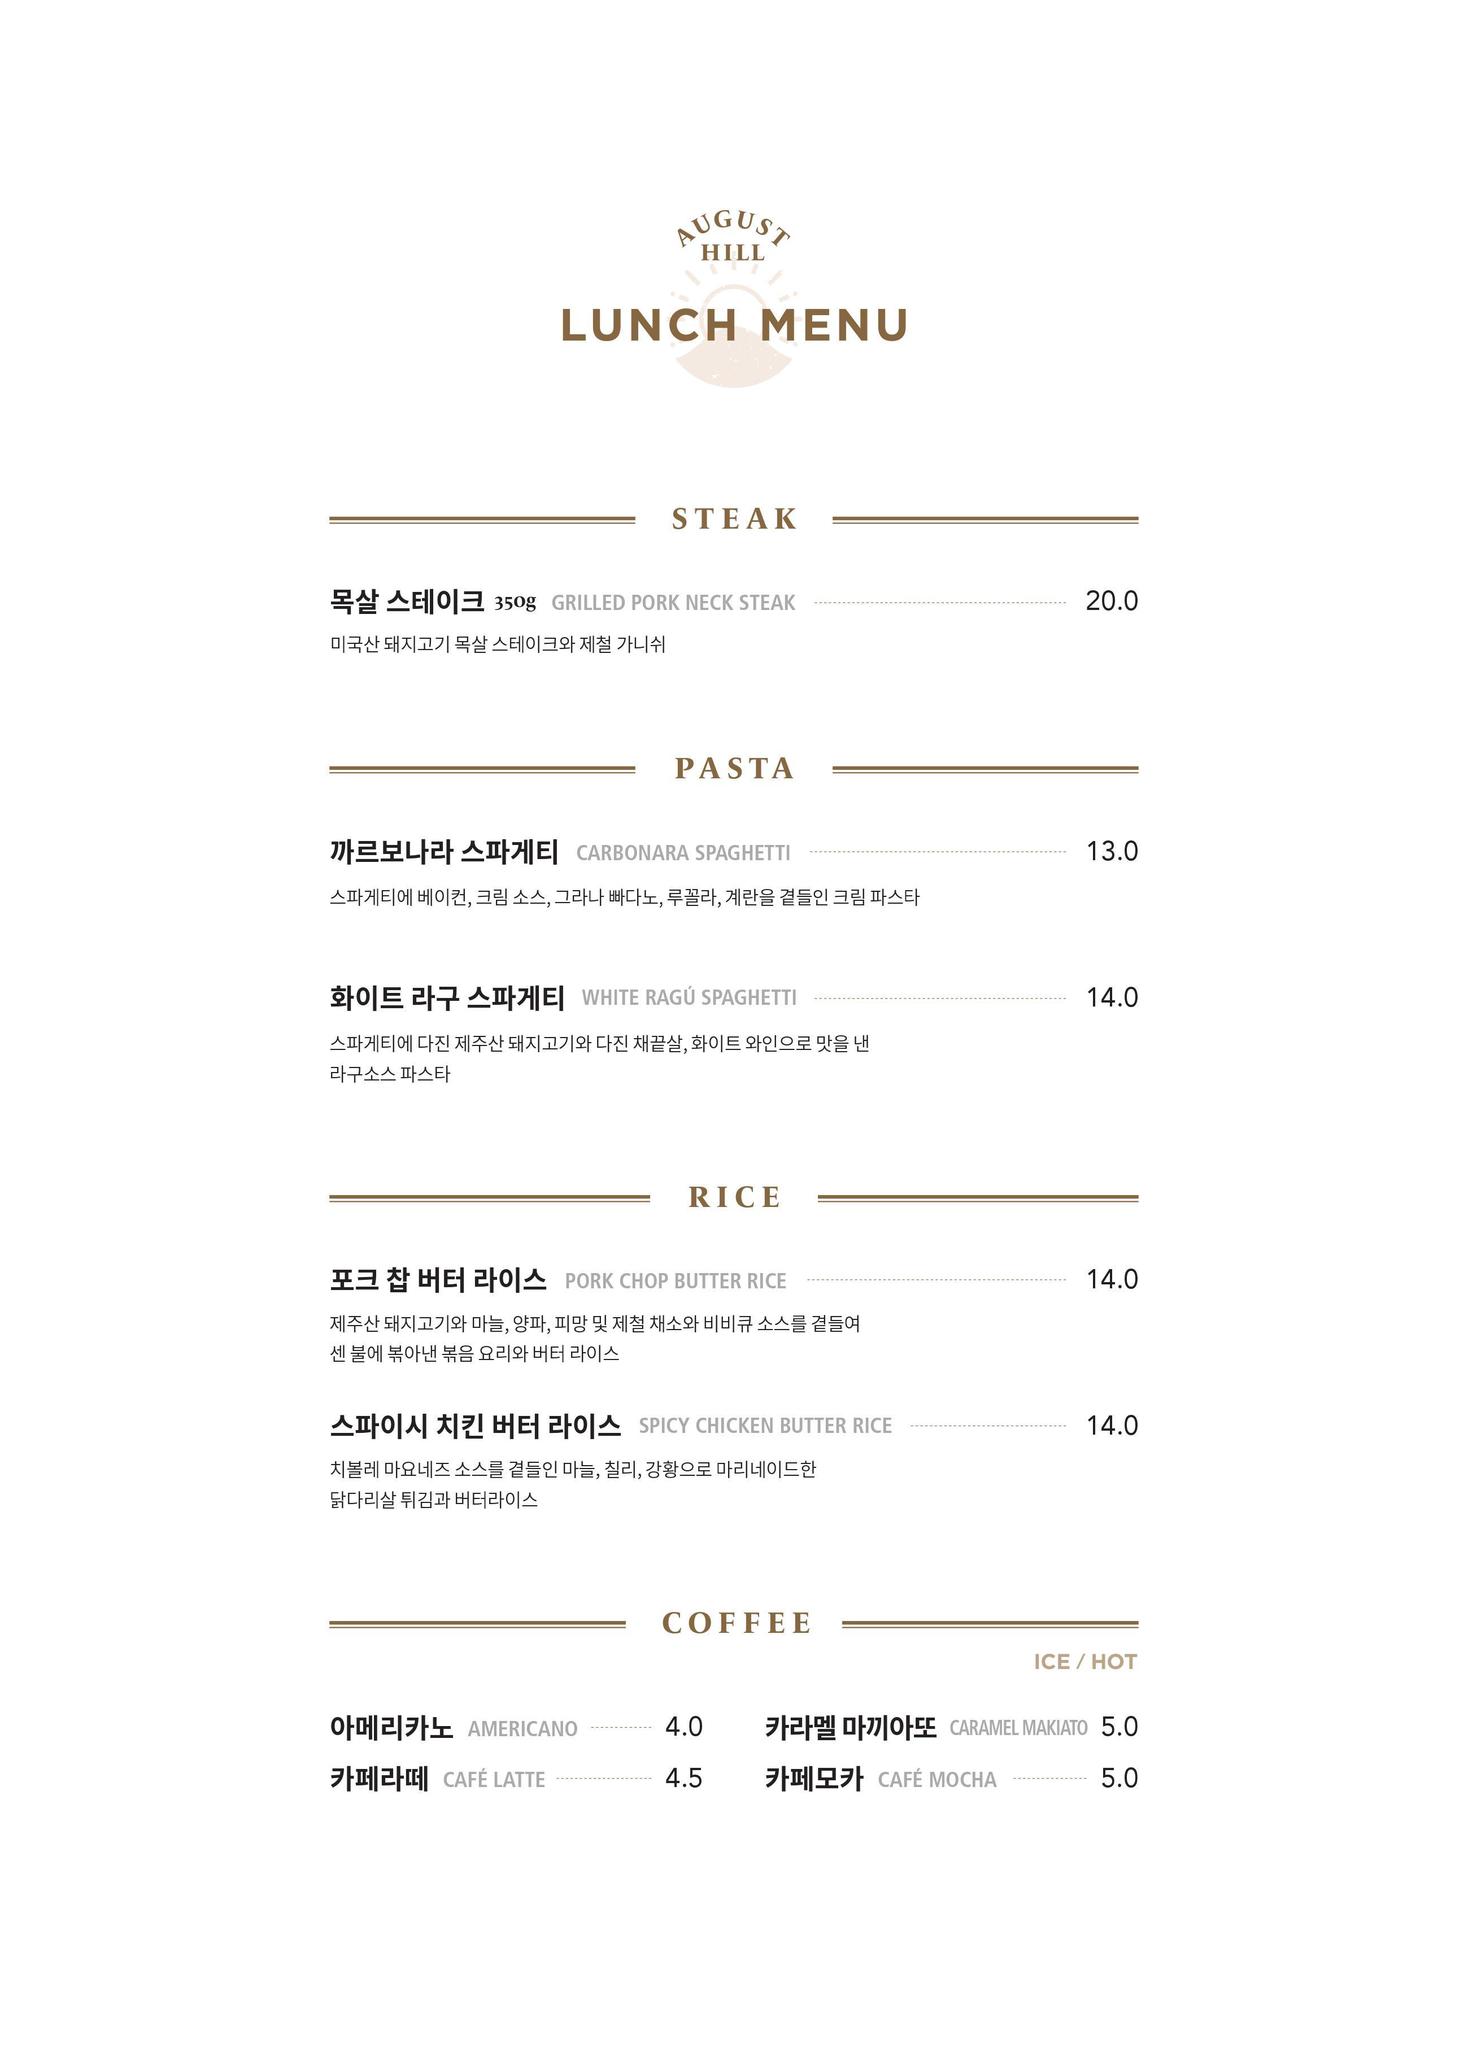 AUGUST
HILL
LUNCH MENU
STEAK
목살 스테이크 350g GRILLED PORK NECK STEAK 20.0
미국산 돼지고기 목살 스테이크와 제철 가니쉬
PASTA
까르보나라 스파게티 CARBONARA SPAGHETTI 13.0
스파게티에 베이컨, 크림 소스, 그라나 빠다노, 루꼴라, 계란을 곁들인 크림 파스타
화이트 라구 스파게티 WHITE RAGÚ SPAGHETTI 14.0
스파게티에 다진 제주산 돼지고기와 다진 채끝살, 화이트 와인으로 맛을 낸
라구소스 파스타
RICE
포크 찹 버터 라이스 PORK CHOP BUTTER RICE 14.0
제주산 돼지고기와 마늘, 양파, 피망 및 제철 채소와 비비큐 소스를 곁들여
센 불에 볶아낸 볶음 요리와 버터 라이스
스파이시 치킨 버터 라이스 SPICY CHICKEN BUTTER RICE 14.0
치볼레 마요네즈 소스를 곁들인 마늘, 칠리, 강황으로 마리네이드한
닭다리살 튀김과 버터라이스
COFFEE
ICE / HOT
아메리카노 AMERICANO 4.0
카라멜 마끼아또 CARAMEL MAKIATO 5.0
카페라떼 CAFÉ LATTE 4.5
카페모카 CAFÉ MOCHA 5.0